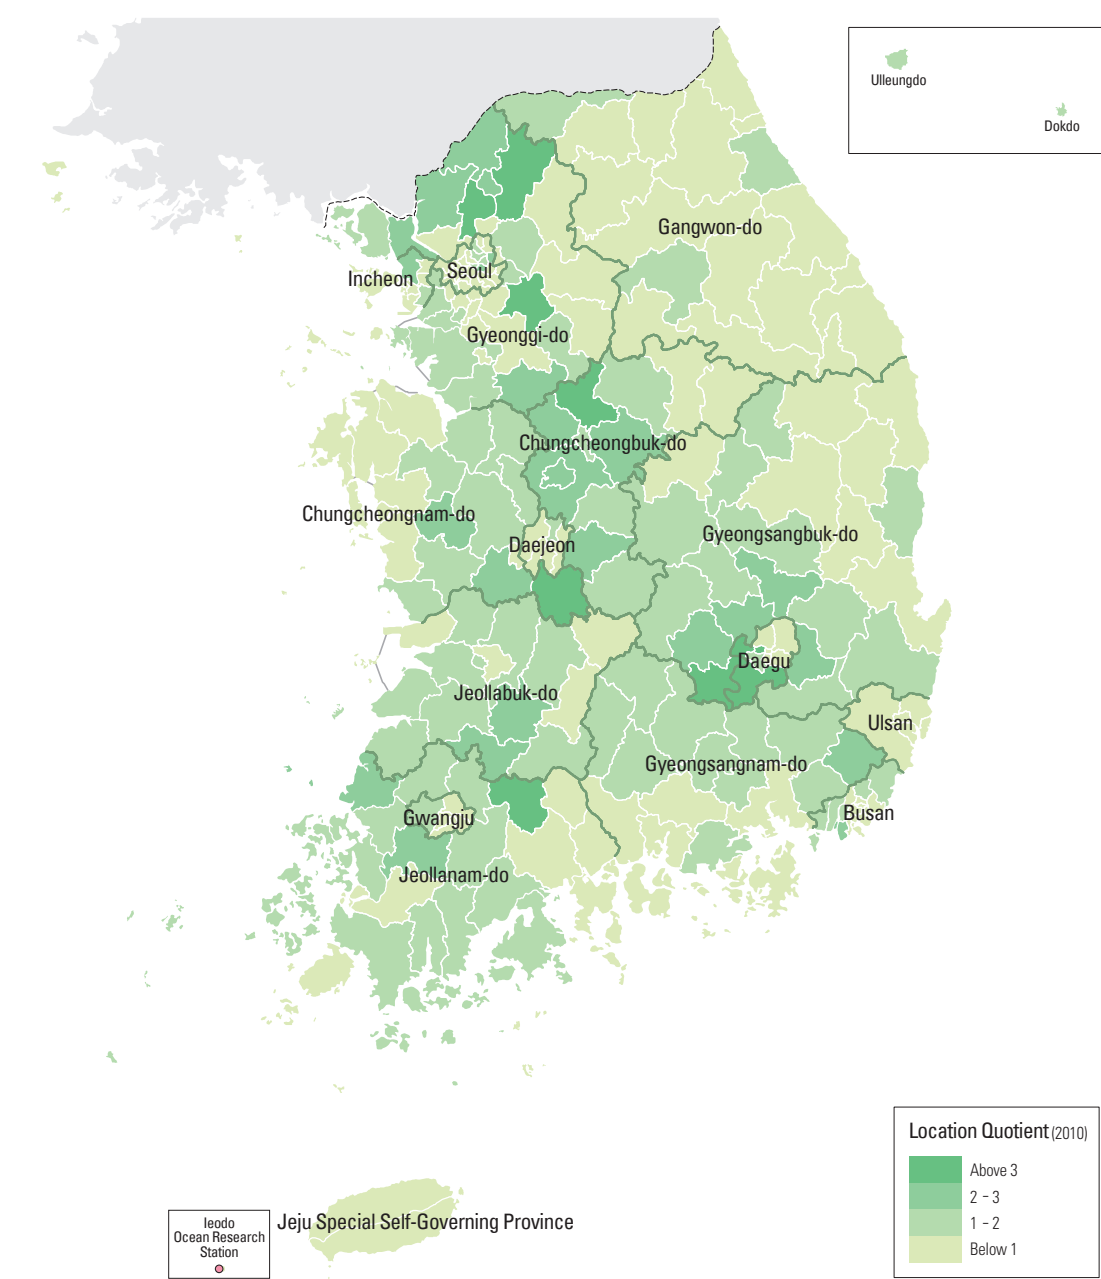 Ulleungdo
Dokdo
Gangwon-do
Incheon
Seoul
Gyeonggi-do
Chungcheongbuk-do
Chungcheongnam-do
Daejeon
Gyeongsangbuk-do
Daegu
Jeollabuk-do
Ulsan
Gyeongsangnam-do
Gwangju
Busan
Jeollanam-do
Location Quotient (2010)
Above 3
2 – 3
1 – 2
Below 1
Jeju Special Self-Governing Province
Ieodo
Ocean Research
Station